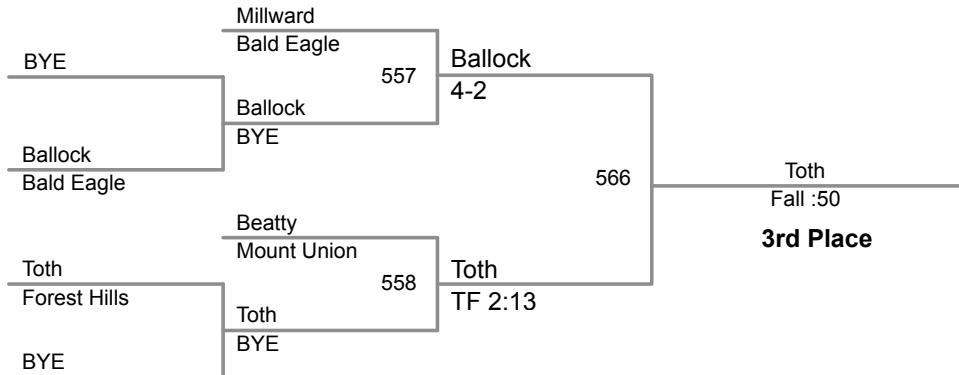 Millward
Bald Eagle
BYE
557
Ballock
4-2
Ballock
BYE
Ballock
Bald Eagle
566
Toth
Fall :50
3rd Place
Beatty
Mount Union
Toth
Forest Hills
558
Toth
TF 2:13
Toth
BYE
BYE